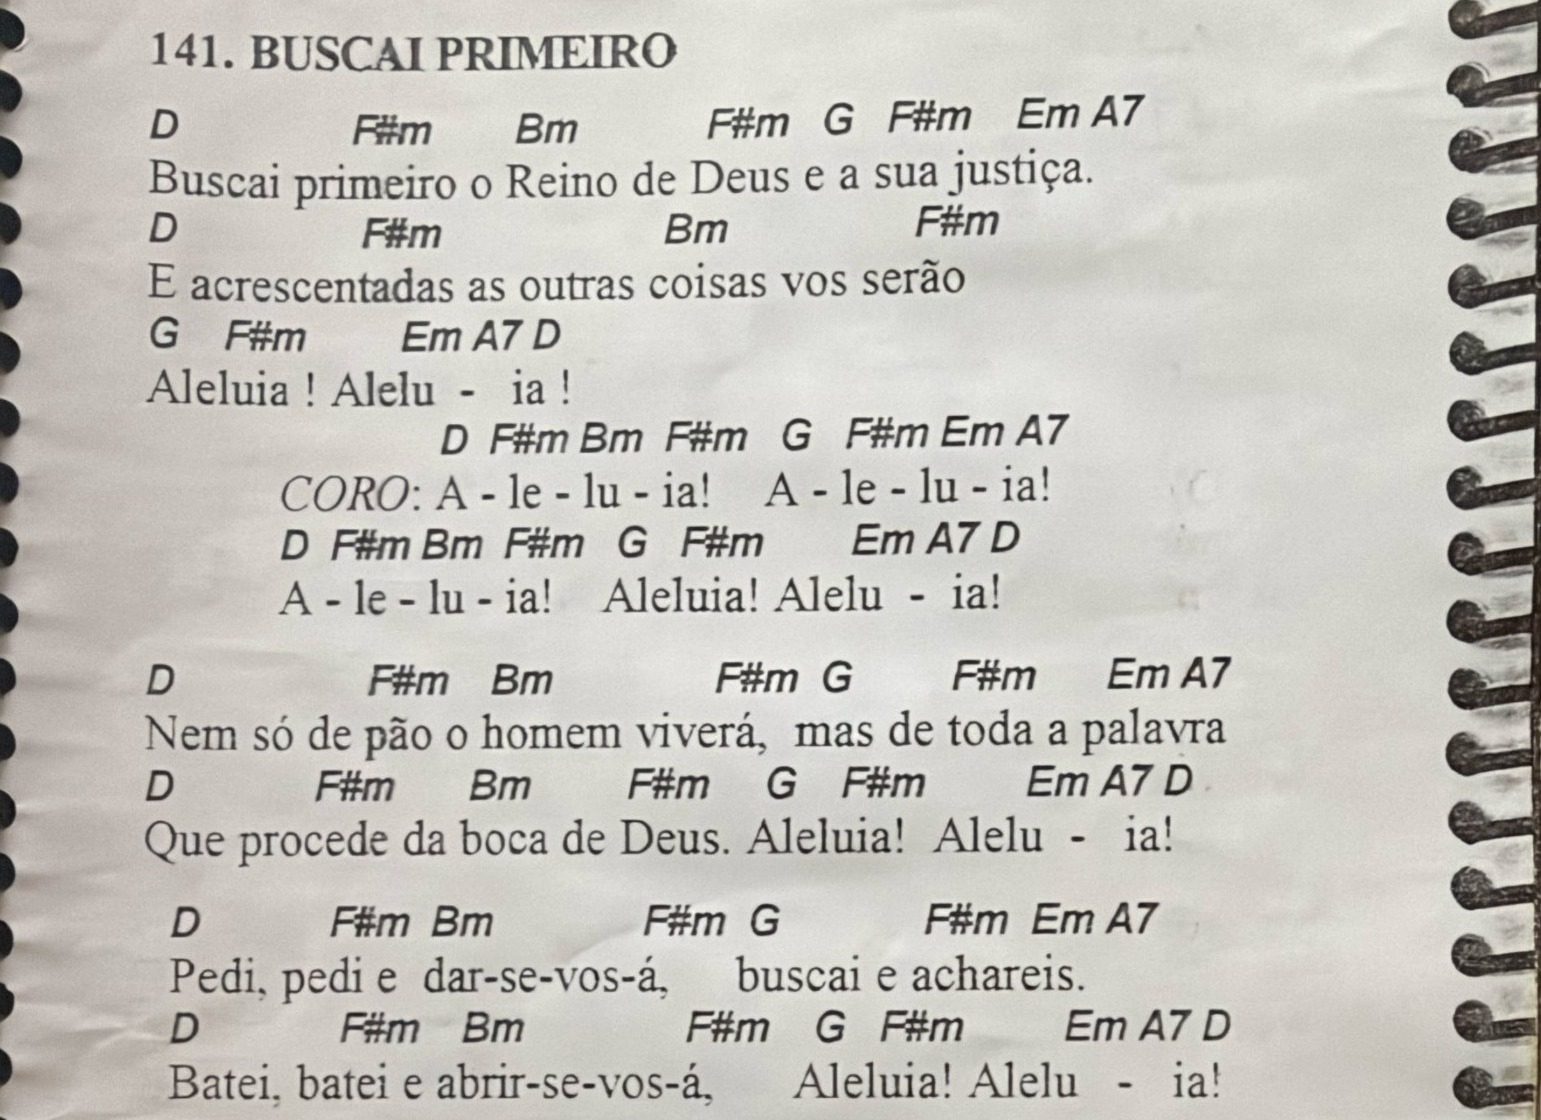 141. BUSCAI PRIMEIRO
D F#m Bm F#m G F#m Em A7
Buscai primeiro o Reino de Deus e a sua justiça.
D F#m Bm F#m
E acrescentadas as outras coisas vos serão
G F#m Em A7 D
Aleluia ! Alelu - ia !
D F#m Bm F#m G F#m Em A7
CORO: A - le - lu - ia! A - le - lu - ia!
D F#m Bm F#m G F#m Em A7 D
A - le - lu - ia! Aleluia! Alelu - ia!
D F#m Bm F#m G F#m Em A7
Nem só de pão o homem viverá, mas de toda a palavra
D F#m Bm F#m G F#m Em A7 D
Que procede da boca de Deus. Aleluia! Alelu - ia!
D F#m Bm F#m G F#m Em A7
Pedi, pedi e dar-se-vos-á, buscai e achareis.
D F#m Bm F#m G F#m Em A7 D
Batei, batei e abrir-se-vos-á, Aleluia! Alelu - ia!